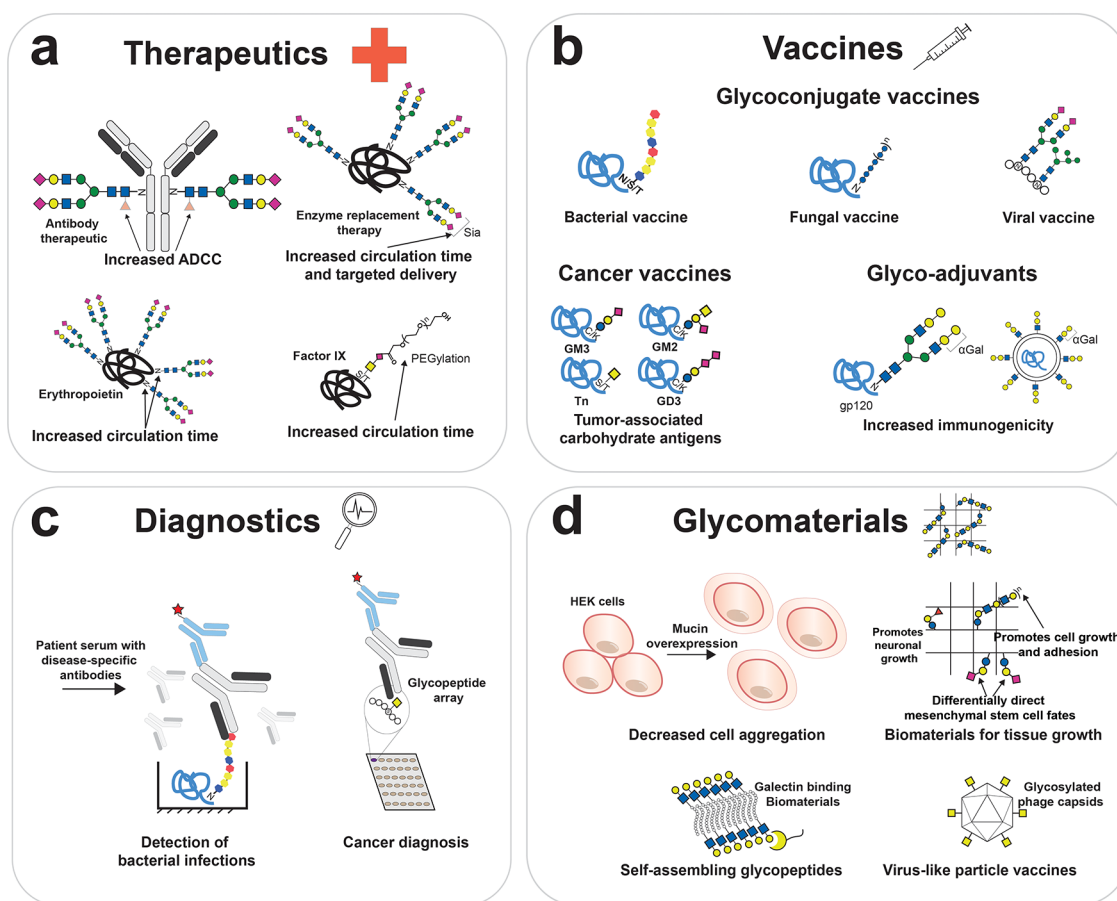 a
Therapeutics
Antibody
therapeutic
N
N
Increased ADCC
N
N
N
N
Enzyme replacement
therapy
Sia
Increased circulation time
and targeted delivery
Erythropoietin
N
N
N
N
Increased circulation time
Factor IX
S/T
O
n
OH
PEGylation
Increased circulation time
b
Vaccines
Glycoconjugate vaccines
N/S/T
Bacterial vaccine
N
n
Fungal vaccine
N
N
N
Viral vaccine
Cancer vaccines
C/K
GM3
C/K
GM2
S/T
Tn
C/K
GD3
Tumor-associated
carbohydrate antigens
Glyco-adjuvants
N
gp120
αGal
αGal
Increased immunogenicity
c
Diagnostics
Patient serum with
disease-specific
antibodies
N
Detection of
bacterial infections
Glycopeptide
array
Cancer diagnosis
d
Glycomaterials
HEK cells
Mucin
overexpression
Decreased cell aggregation
n
Promotes
neuronal
growth
Promotes cell growth
and adhesion
Differentially direct
mesenchymal stem cell fates
Biomaterials for tissue growth
Galectin binding
Biomaterials
Self-assembling glycopeptides
Glycosylated
phage capsids
Virus-like particle vaccines